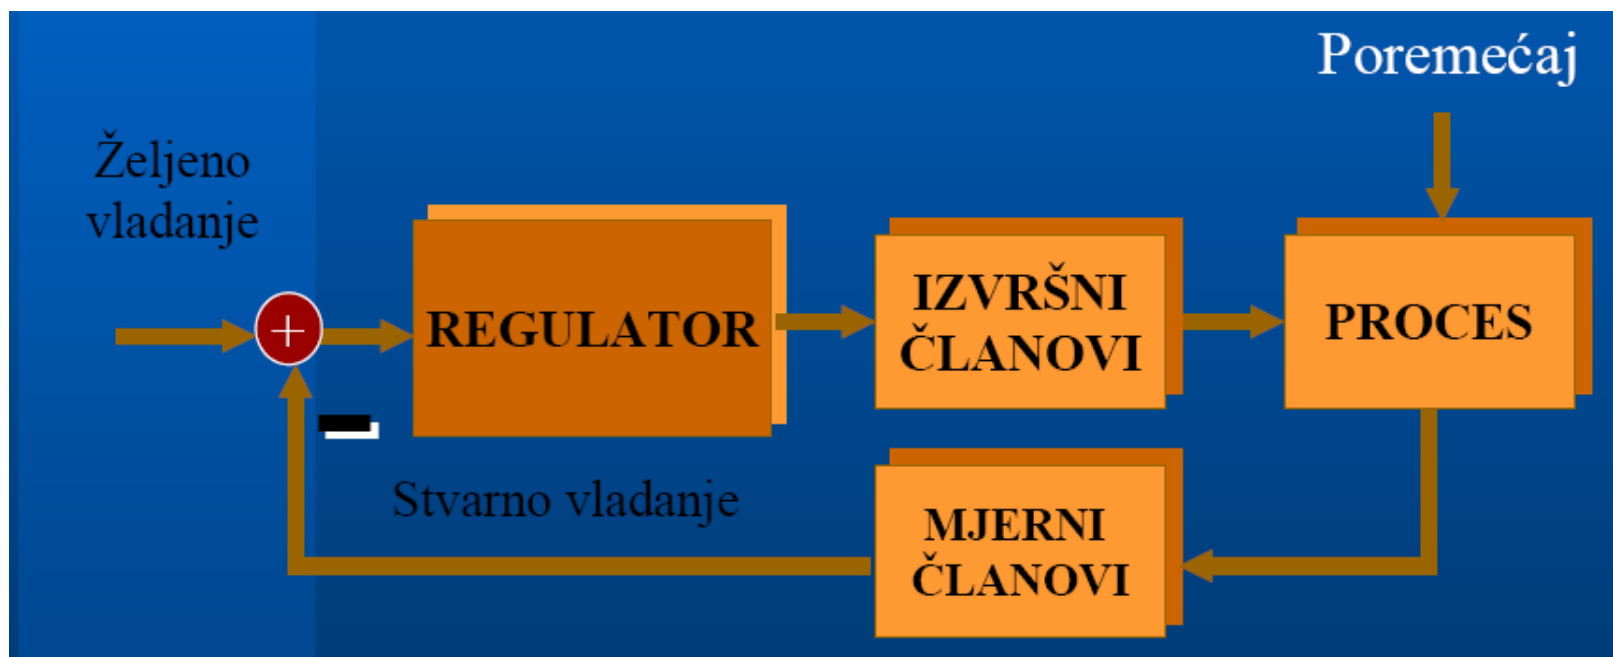 Poremećaj
Željeno
vladanje
+
REGULATOR
IZVRŠNI
ČLANOVI
PROCES
Stvarno vladanje
MJERNI
ČLANOVI